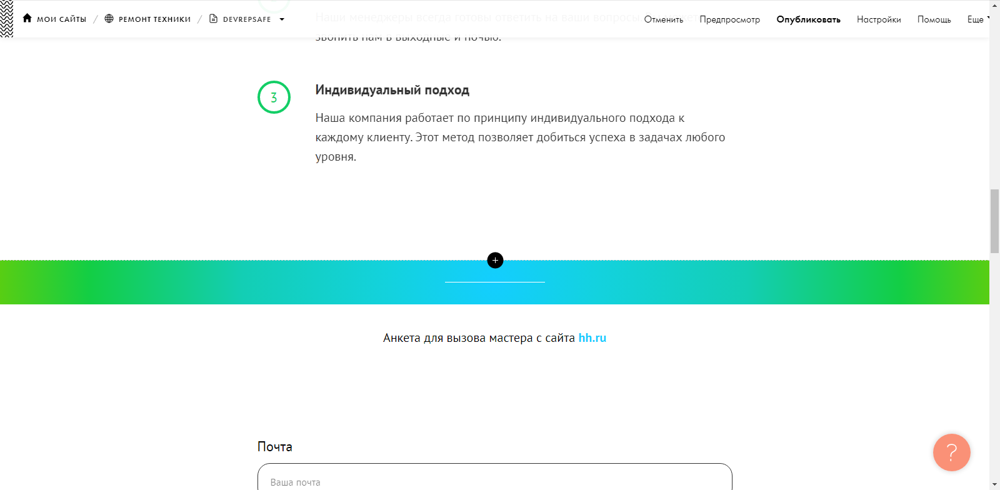 МОИ САЙТЫ / РЕМОНТ ТЕХНИКИ / DEVREPSAFE
Отменить Предпросмотр Опубликовать Настройки Помощь Еще
Наши менеджеры всегда готовы ответить на ваши вопросы.
звонить нам в выходные и ночью.
3
Индивидуальный подход
Наша компания работает по принципу индивидуального подхода к
каждому клиенту. Этот метод позволяет добиться успеха в задачах любого
уровня.
+
Анкета для вызова мастера с сайта hh.ru
Почта
Ваша почта
?